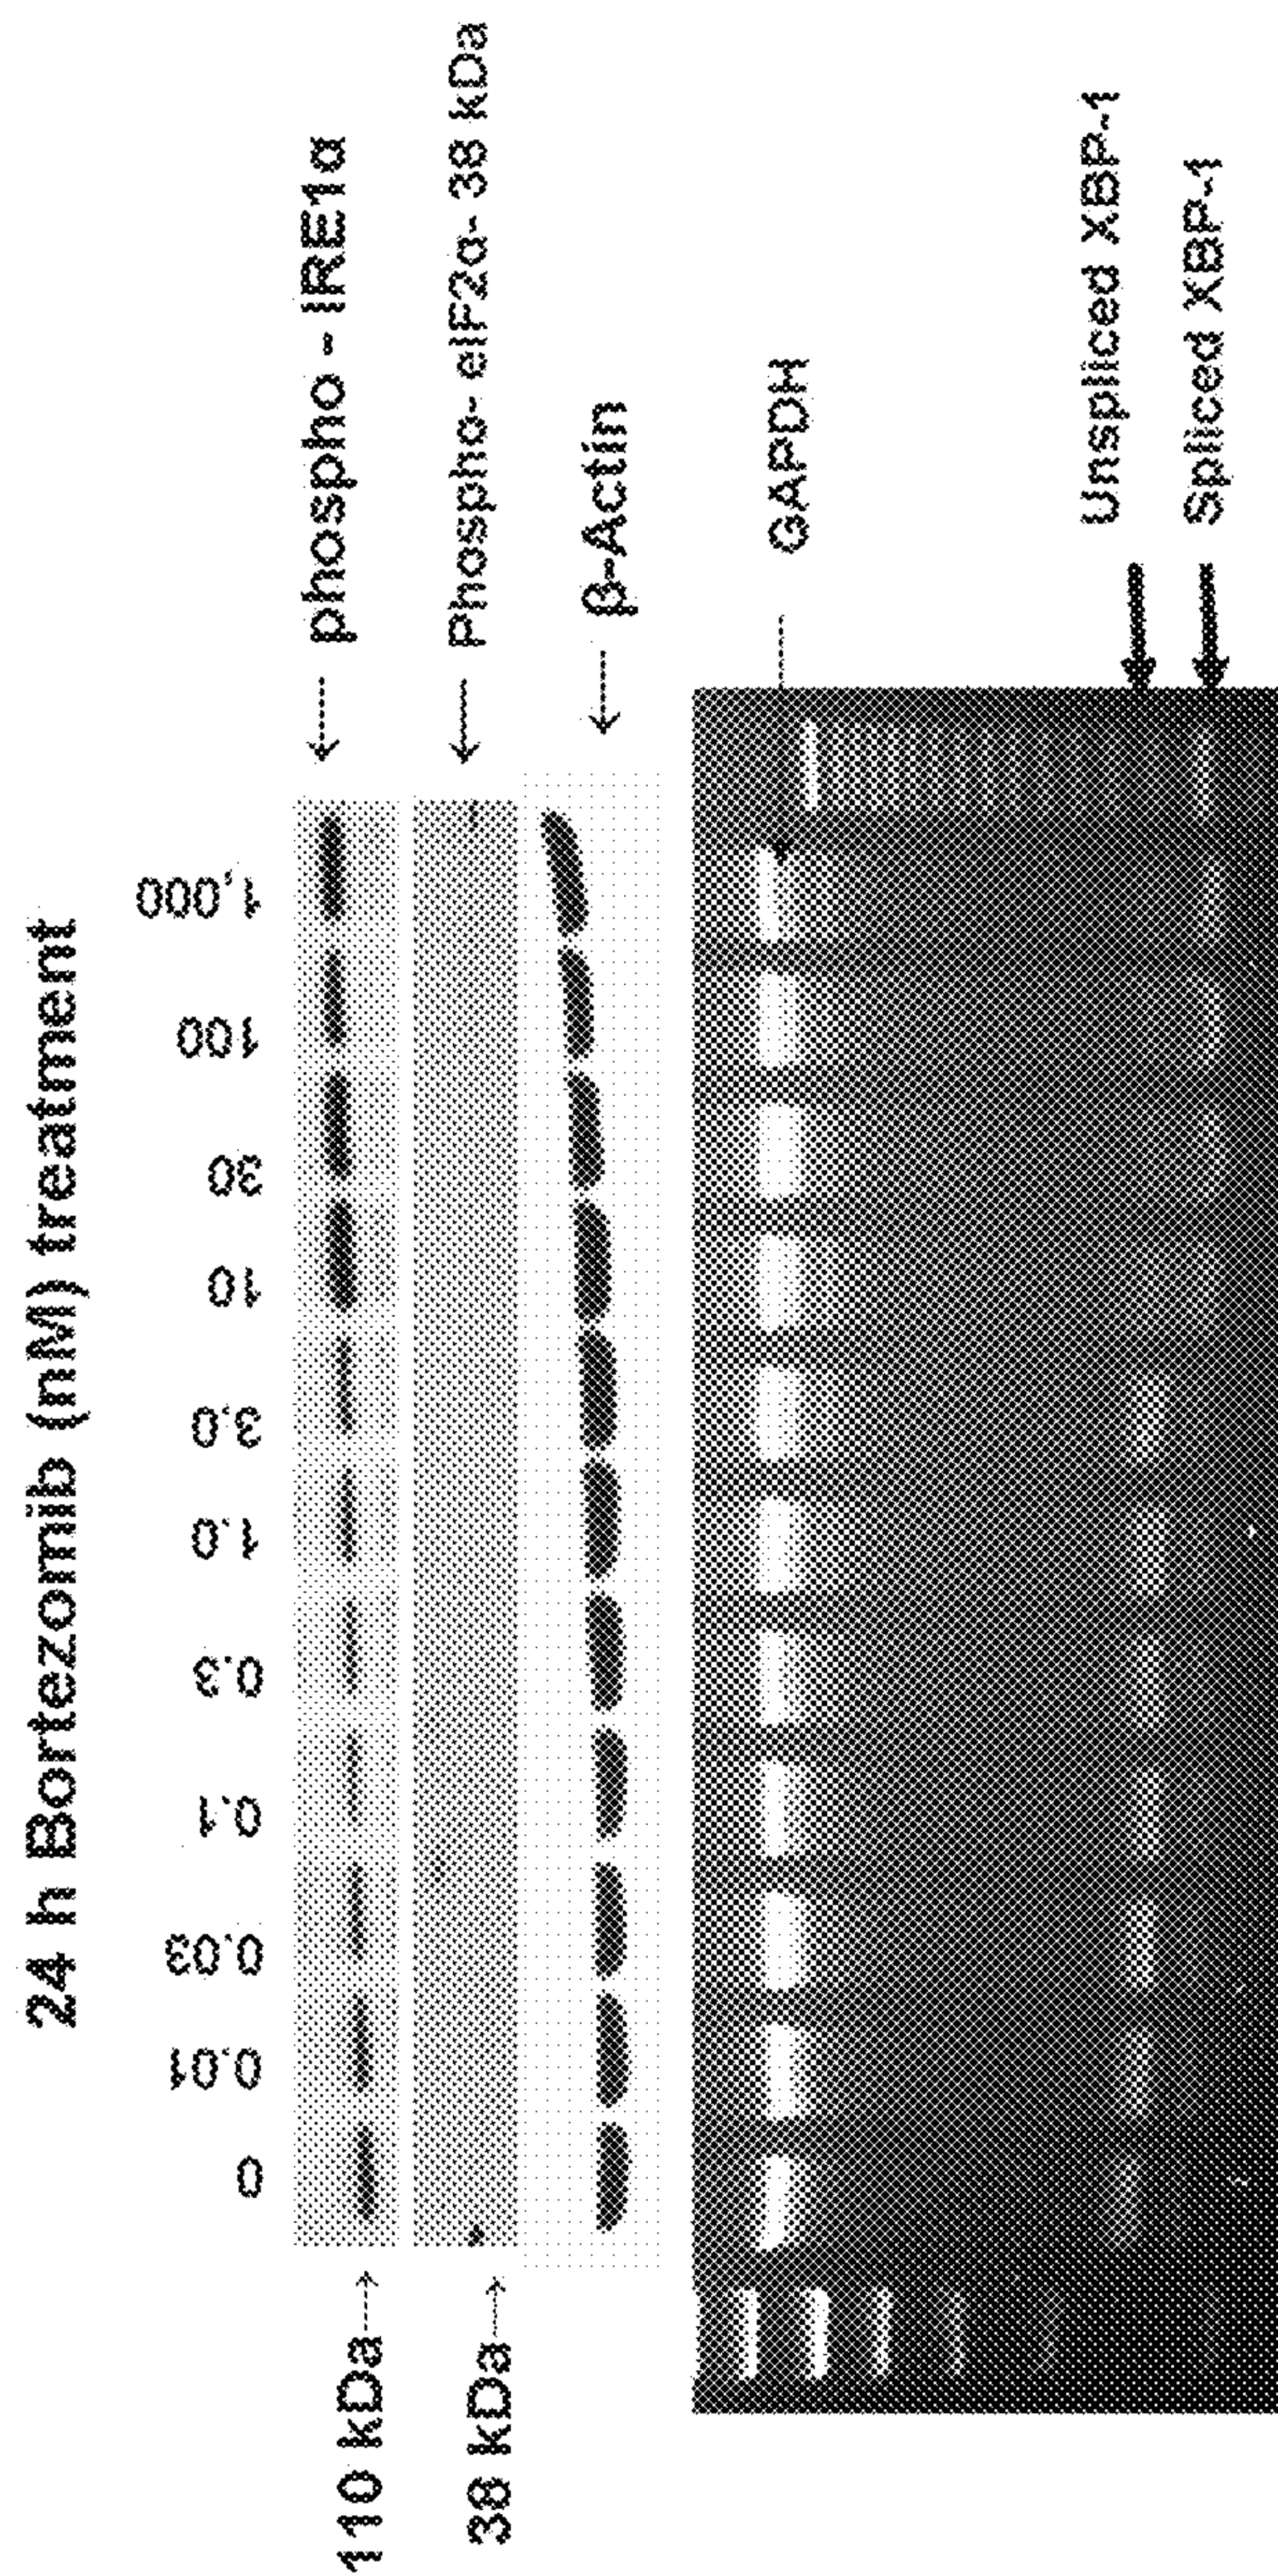 24 h Bortezomib (nM) treatment
0 0.01 0.03 0.1 0.3 1.0 3.0 10 30 100 1,000
110 kDa→ ← phospho - IRE1α
38 kDa→ ← Phospho- eIF2α- 38 kDa
← β-Actin
GAPDH
Unspliced XBP-1
Spliced XBP-1